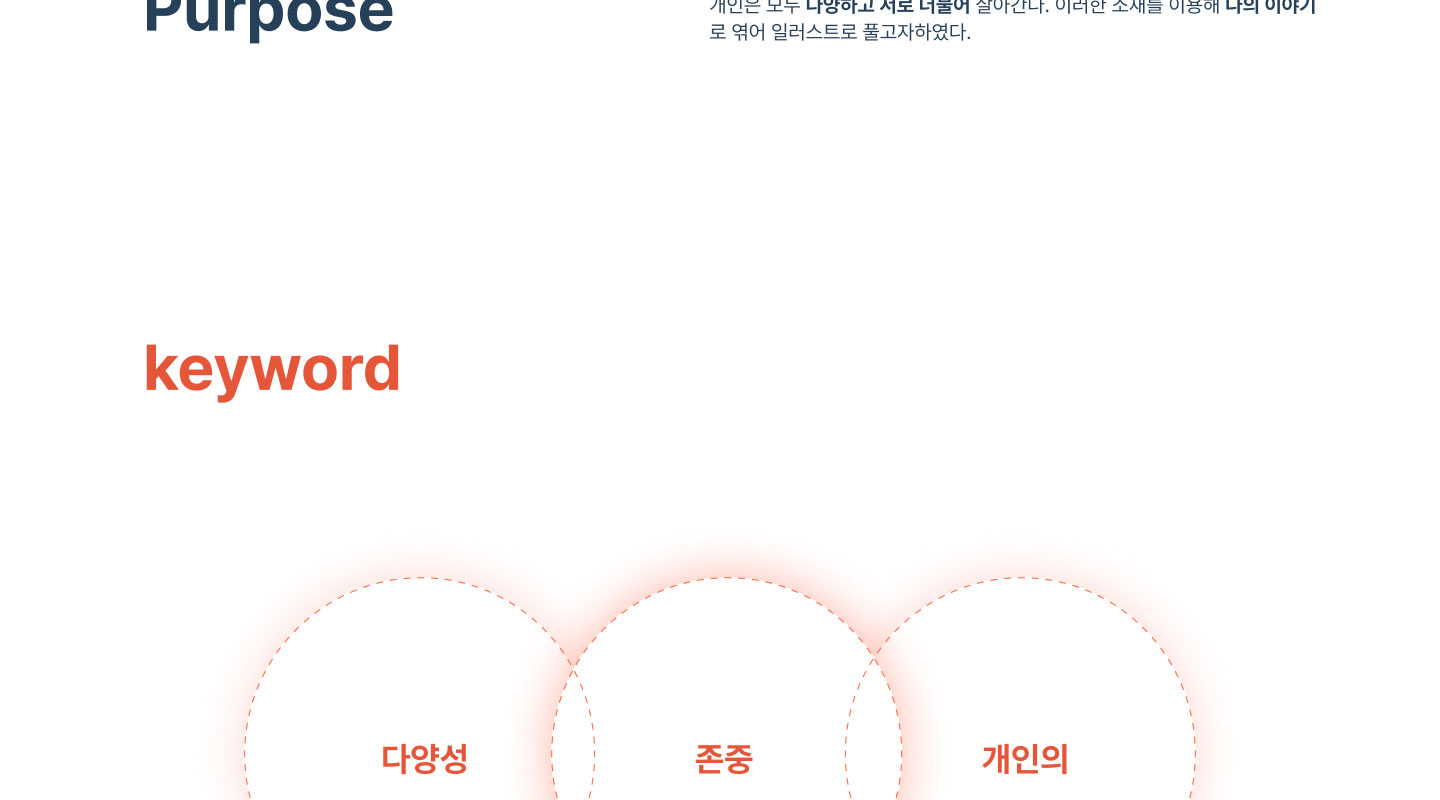 Purpose
개인은 모두 다양하고 서로 더불어 살아간다. 이러한 소재를 이용해 나의 이야기
로 엮어 일러스트로 풀고자하였다.
keyword
다양성
존중
개인의